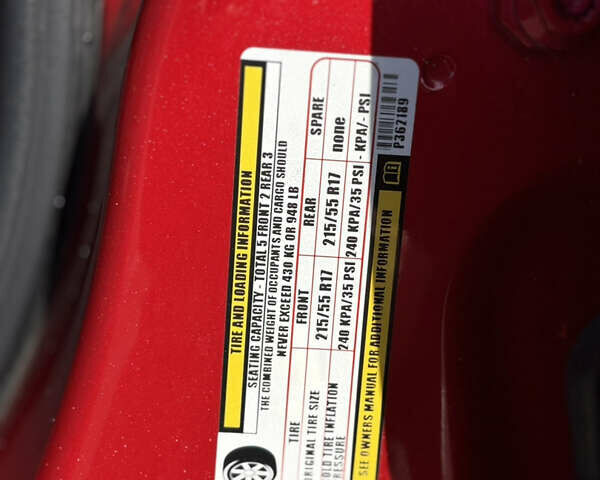 TIRE AND LOADING INFORMATION
SEATING CAPACITY - TOTAL 5 FRONT 2 REAR 3
THE COMBINED WEIGHT OF OCCUPANTS AND CARGO SHOULD
NEVER EXCEED 430 KG OR 948 LB
TIRE FRONT REAR SPARE
ORIGINAL TIRE SIZE 215/55 R17 215/55 R17 none
COLD TIRE INFLATION PRESSURE 240 KPA/35 PSI 240 KPA/35 PSI - KPA/- PSI
SEE OWNERS MANUAL FOR ADDITIONAL INFORMATION
P367189